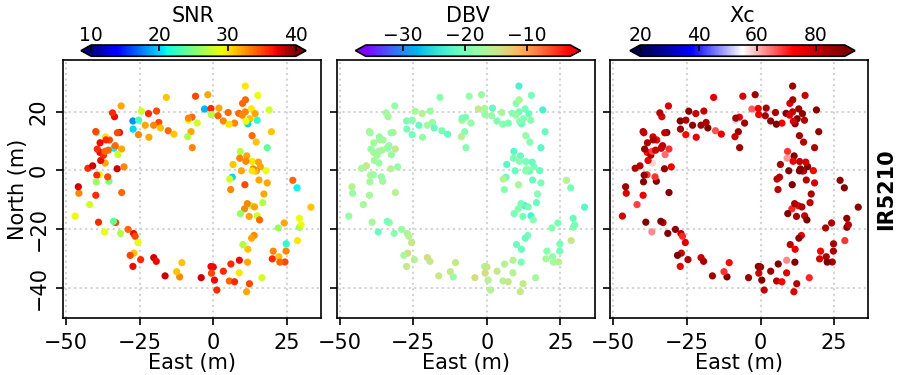 SNR DBV Xc
10 20 30 40 −30 −20 −10 20 40 60 80
20
0
−20
−40
North (m)
IR5210
−50 −25 0 25 −50 −25 0 25 −50 −25 0 25
East (m) East (m) East (m)